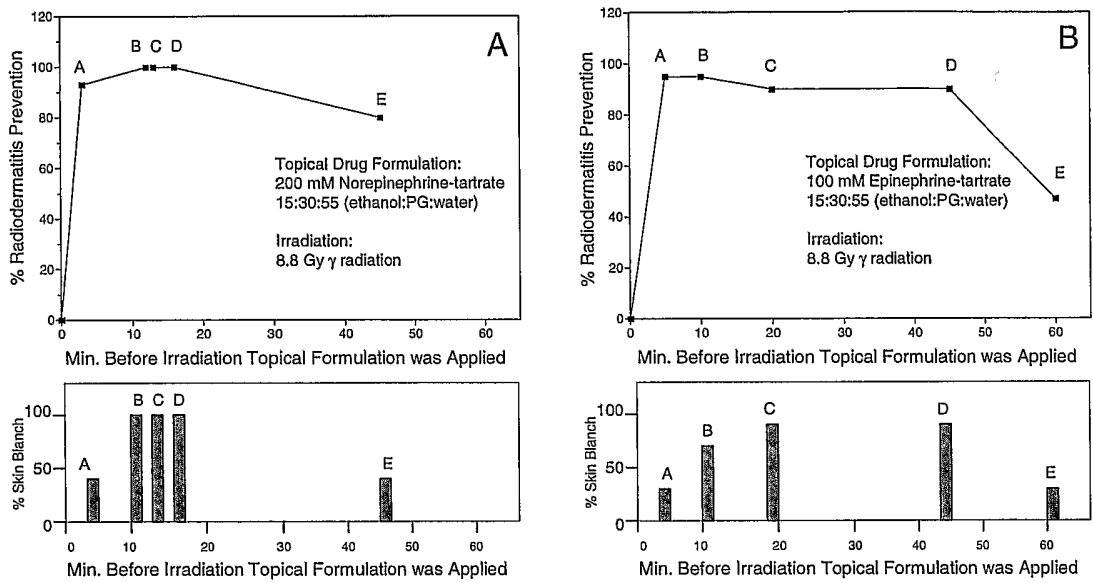 120
A
B C D
100
A
E
80
60
40
20
0
% Radiodermatitis Prevention
Topical Drug Formulation:
200 mM Norepinephrine-tartrate
15:30:55 (ethanol:PG:water)
Irradiation:
8.8 Gy γ radiation
0 10 20 30 40 50 60
Min. Before Irradiation Topical Formulation was Applied
100
50
0
% Skin Blanch
A
B C D
E
0 10 20 30 40 50 60
Min. Before Irradiation Topical Formulation was Applied
120
B
A B
C
D
100
80
60
40
20
0
E
% Radiodermatitis Prevention
Topical Drug Formulation:
100 mM Epinephrine-tartrate
15:30:55 (ethanol:PG:water)
Irradiation:
8.8 Gy γ radiation
0 10 20 30 40 50 60
Min. Before Irradiation Topical Formulation was Applied
100
50
0
% Skin Blanch
A
B
C
D
E
0 10 20 30 30 50 60
Min. Before Irradiation Topical Formulation was Applied